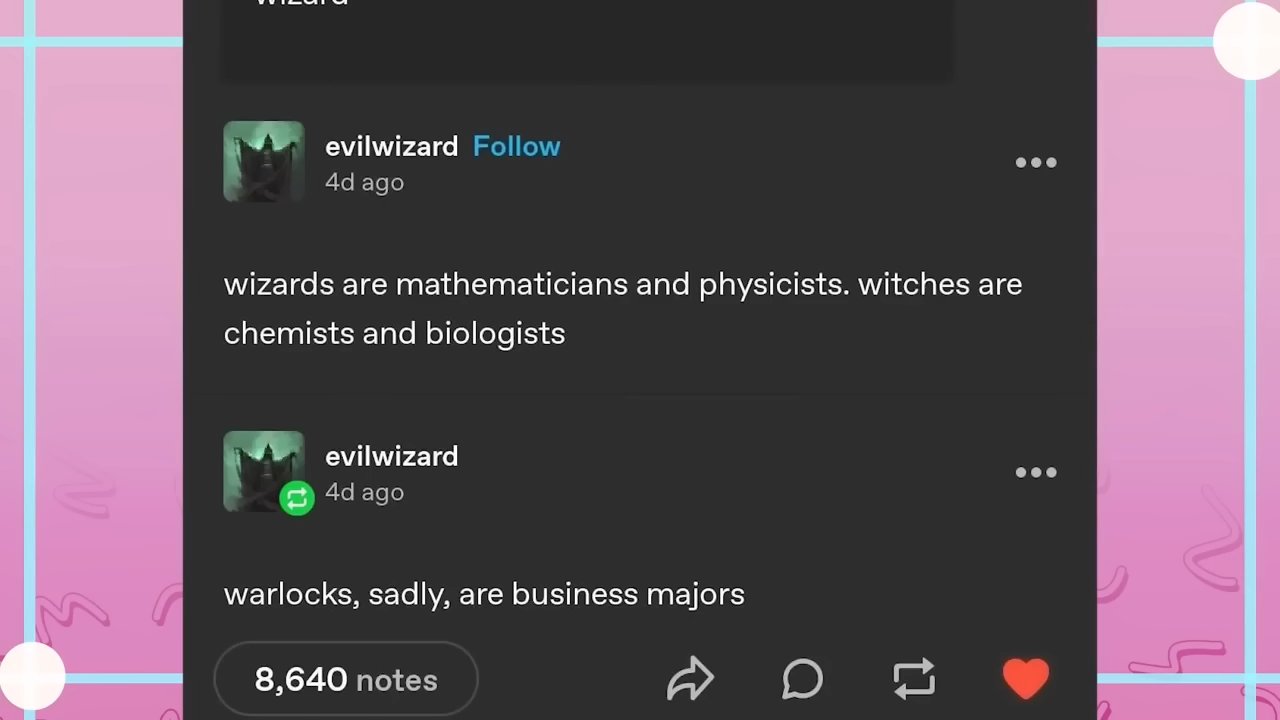 wizard
evilwizard Follow
4d ago
wizards are mathematicians and physicists. witches are
chemists and biologists
evilwizard
4d ago
warlocks, sadly, are business majors
8,640 notes